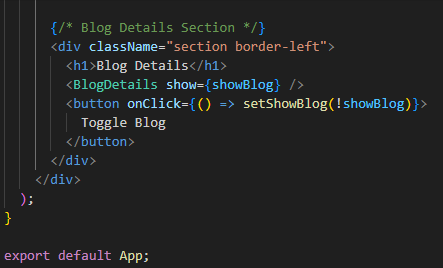 {/* Blog Details Section */}
<div className="section border-left">
<h1>Blog Details</h1>
<BlogDetails show={showBlog} />
<button onClick={() => setShowBlog(!showBlog)}>
Toggle Blog
</button>
</div>
</div>
);
}
export default App;